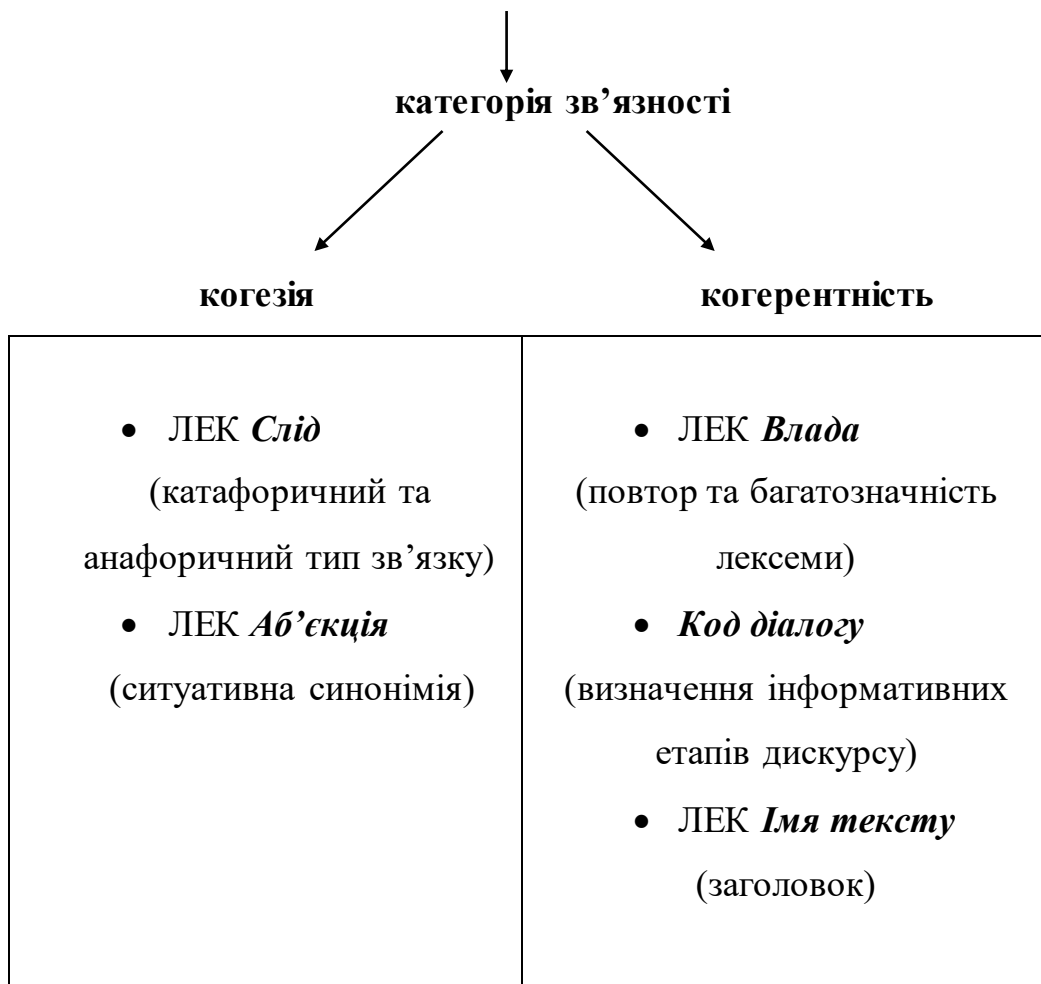 категорія зв’язності
когезія
когерентність
• ЛЕК Слід
(катафоричний та
анафоричний тип зв’язку)
• ЛЕК Аб’єкція
(ситуативна синонімія)
• ЛЕК Влада
(повтор та багатозначність
лексеми)
• Код діалогу
(визначення інформативних
етапів дискурсу)
• ЛЕК Імя тексту
(заголовок)